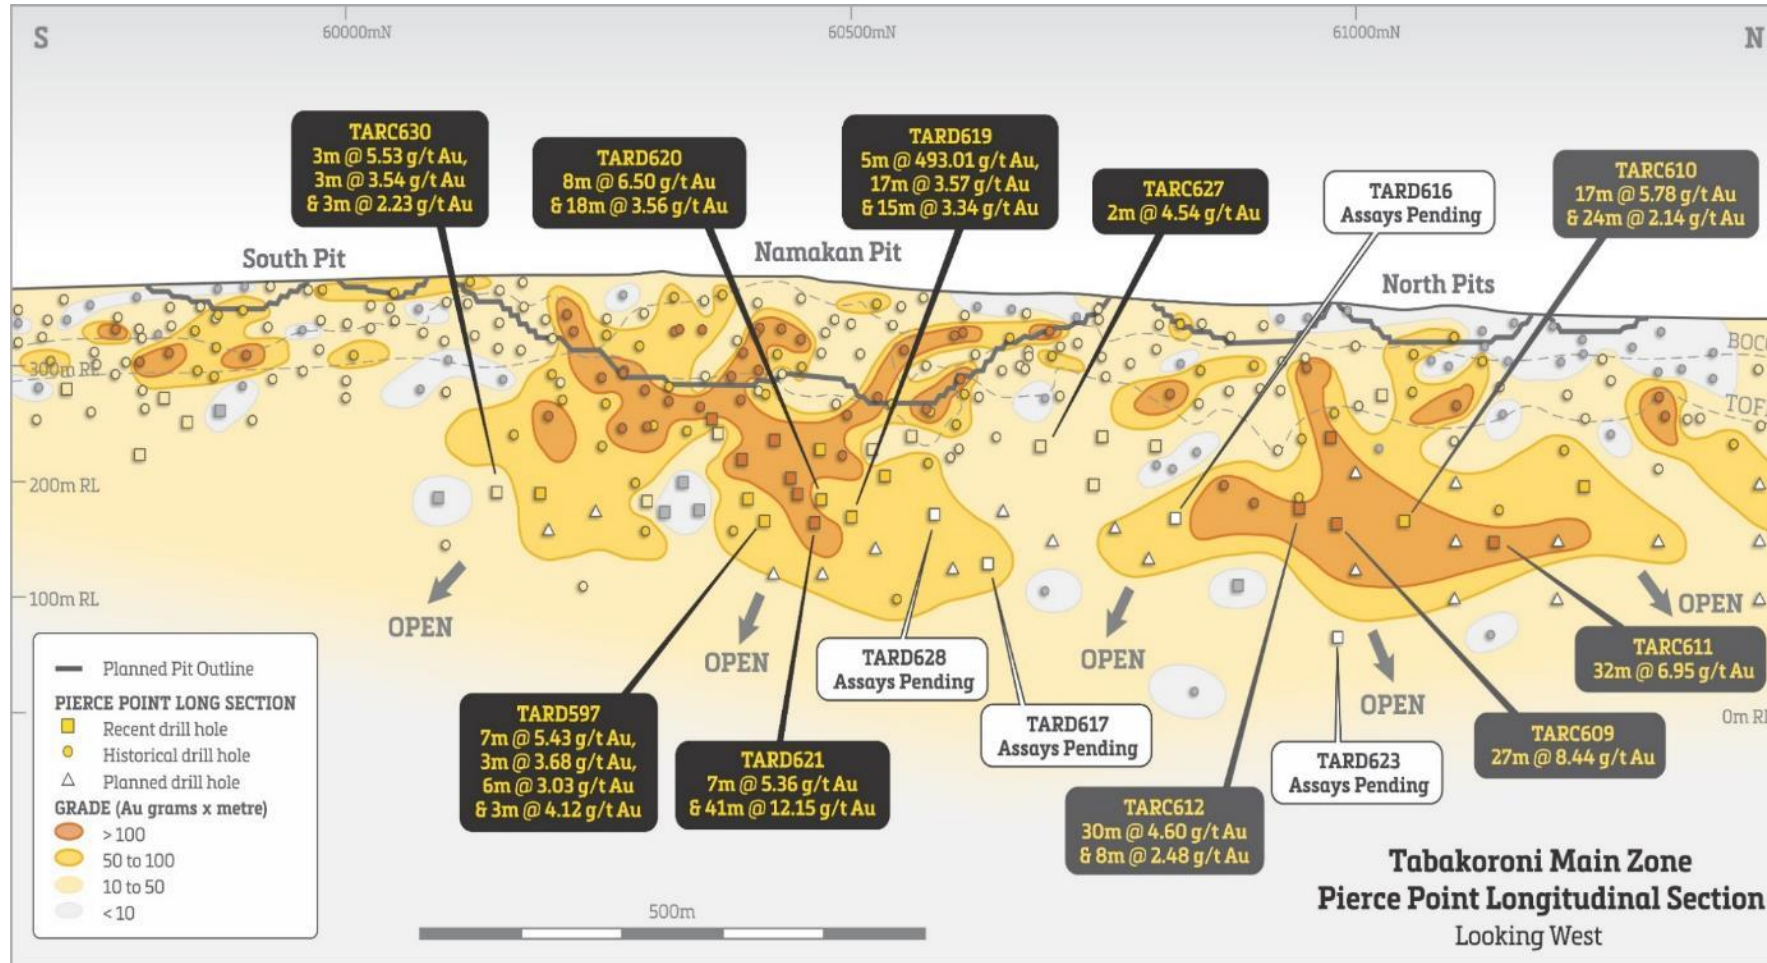 S
60000mN
60500mN
61000mN
N
TARC630
3m @ 5.53 g/t Au,
3m @ 3.54 g/t Au
& 3m @ 2.23 g/t Au
TARD620
8m @ 6.50 g/t Au
& 18m @ 3.56 g/t Au
TARD619
5m @ 493.01 g/t Au,
17m @ 3.57 g/t Au
& 15m @ 3.34 g/t Au
TARC627
2m @ 4.54 g/t Au
TARD616
Assays Pending
TARC610
17m @ 5.78 g/t Au
& 24m @ 2.14 g/t Au
South Pit
Namakan Pit
North Pits
300m RL
BOCO
TOF
200m RL
100m RL
0m RL
OPEN
OPEN
OPEN
OPEN
OPEN
TARD628
Assays Pending
TARD617
Assays Pending
TARC611
32m @ 6.95 g/t Au
TARC609
27m @ 8.44 g/t Au
TARD597
7m @ 5.43 g/t Au,
3m @ 3.68 g/t Au,
6m @ 3.03 g/t Au
& 3m @ 4.12 g/t Au
TARD621
7m @ 5.36 g/t Au
& 41m @ 12.15 g/t Au
TARD623
Assays Pending
TARC612
30m @ 4.60 g/t Au
& 8m @ 2.48 g/t Au
Planned Pit Outline
PIERCE POINT LONG SECTION
Recent drill hole
Historical drill hole
Planned drill hole
GRADE (Au grams x metre)
> 100
50 to 100
10 to 50
< 10
500m
Tabakoroni Main Zone
Pierce Point Longitudinal Section
Looking West